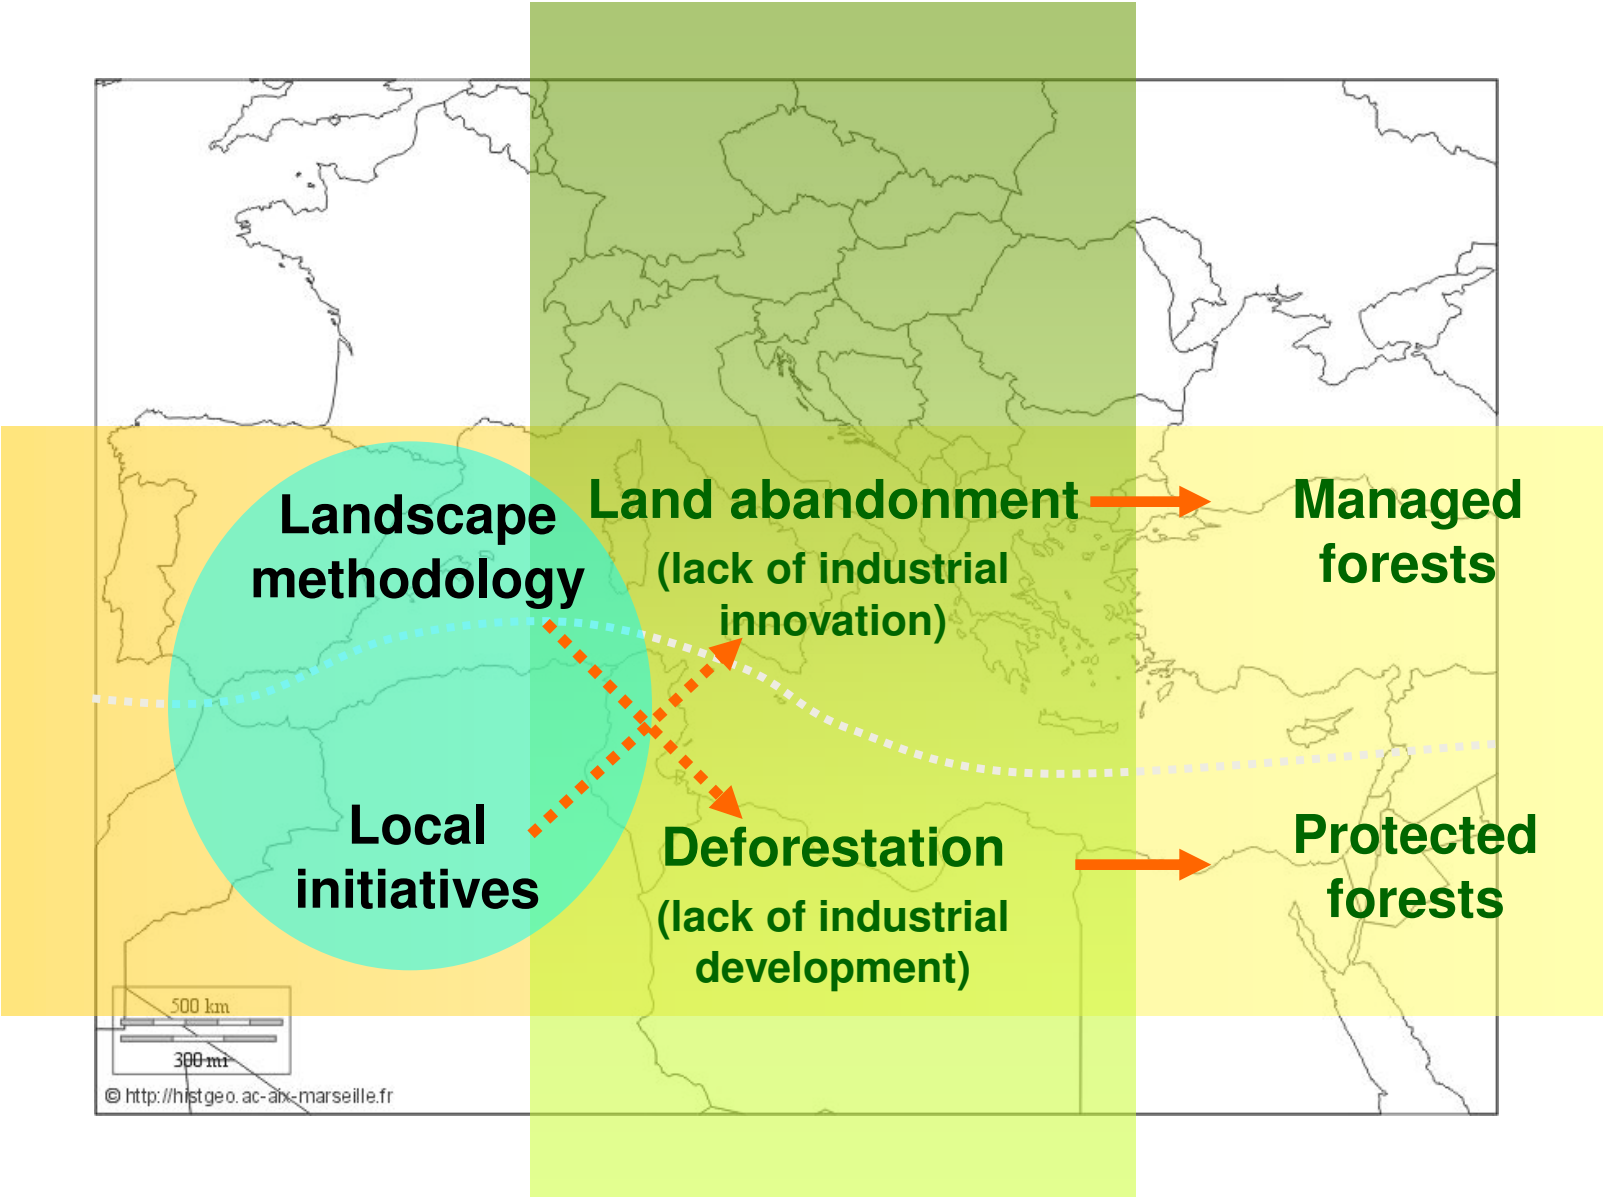 Landscape
methodology
Land abandonment
(lack of industrial
innovation)
Managed
forests
Local
initiatives
Deforestation
(lack of industrial
development)
Protected
forests
500 km
300 mi
© http://histgeo.ac-aix-marseille.fr